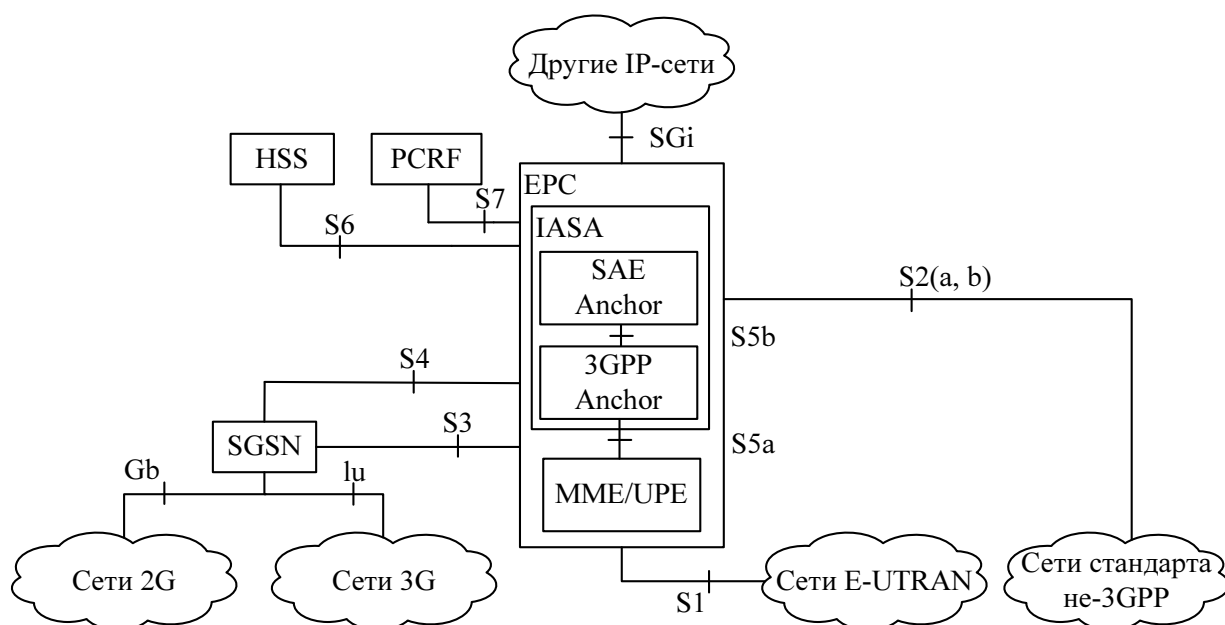 Другие IP-сети
SGi
HSS
PCRF
EPC
S7
S6
IASA
SAE
Anchor
S2(a, b)
S5b
3GPP
Anchor
S4
S3
SGSN
S5a
Gb
lu
MME/UPE
Сети 2G
Сети 3G
S1
Сети E-UTRAN
Сети стандарта
не-3GPP